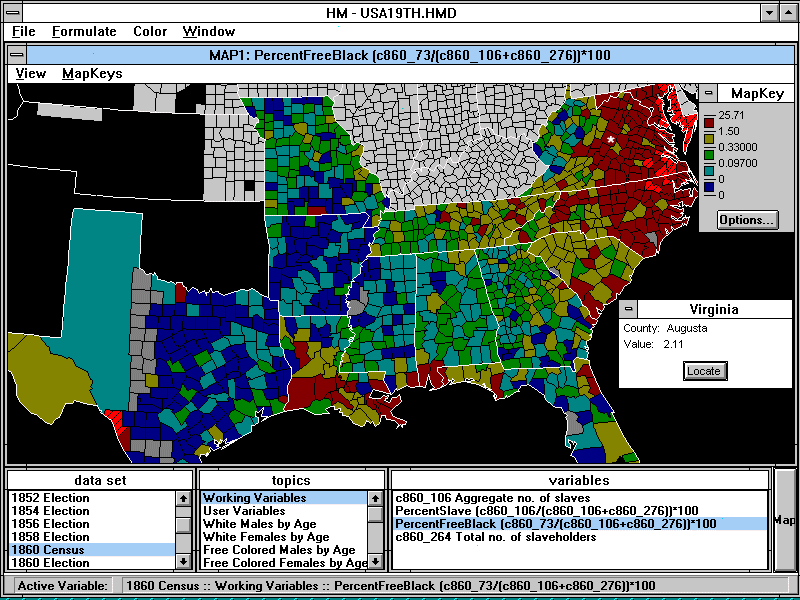 HM - USA19TH.HMD
File Formulate Color Window
MAP1: PercentFreeBlack (c860_73/(c860_106+c860_276))*100
View MapKeys
MapKey
25.71
1.50
0.33000
0.09700
0
0
Options...
Virginia
County: Augusta
Value: 2.11
Locate
data set
1852 Election
1854 Election
1856 Election
1858 Election
1860 Census
1860 Election
topics
Working Variables
User Variables
White Males by Age
White Females by Age
Free Colored Males by Age
Free Colored Females by Age
variables
c860_106 Aggregate no. of slaves
PercentSlave (c860_106/(c860_106+c860_276))*100
PercentFreeBlack (c860_73/(c860_106+c860_276))*100
c860_264 Total no. of slaveholders
Map
Active Variable: 1860 Census :: Working Variables :: PercentFreeBlack (c860_73/(c860_106+c860_276))*100